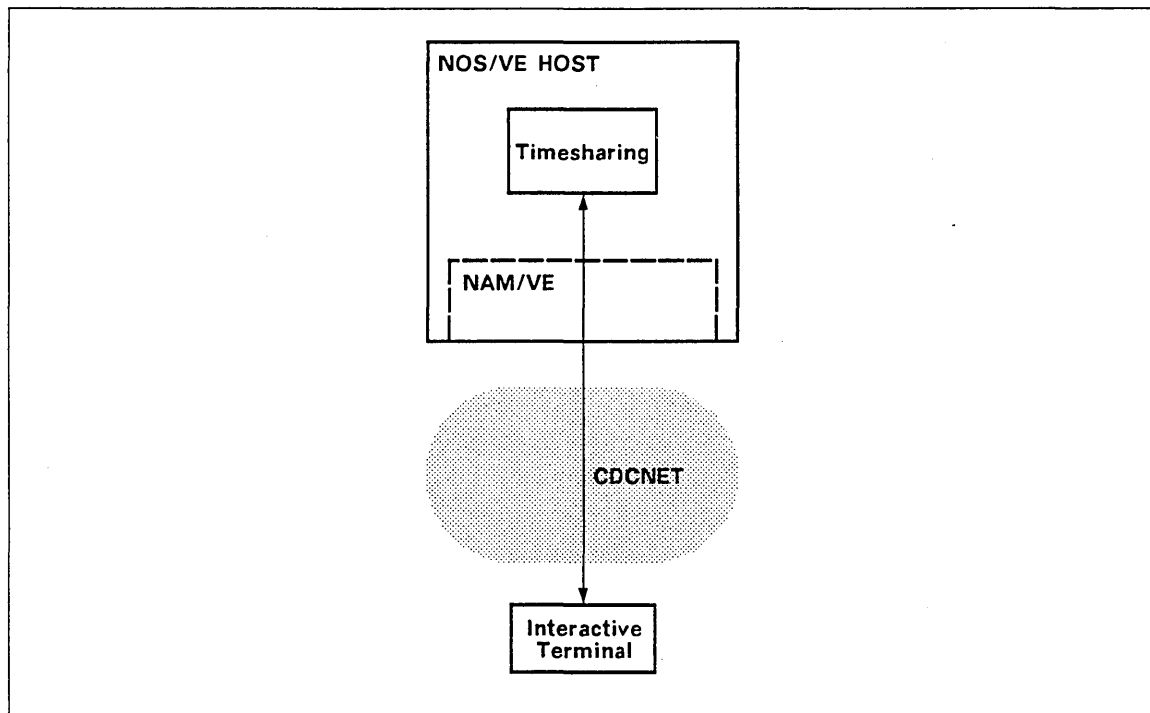 NOS/VE HOST
Timesharing
NAM/VE
CDCNET
Interactive
Terminal